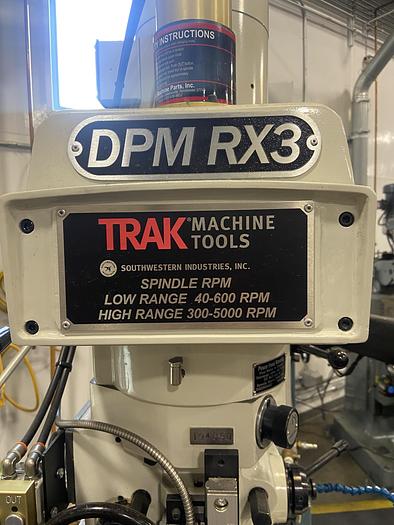 INSTRUCTIONS
DPM RX3
TRAK® MACHINE
TOOLS
SOUTHWESTERN INDUSTRIES, INC.
SPINDLE RPM
LOW RANGE 40-600 RPM
HIGH RANGE 300-5000 RPM
OUT